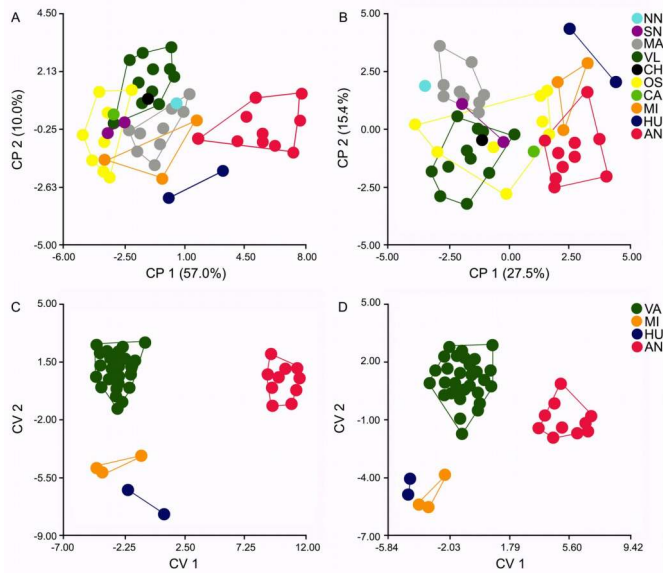 A
4.50
2.13
-0.25
-2.63
-5.00
-6.00
-2.50
1.00
4.50
8.00
CP 2 (10.0%)
CP 1 (57.0%)
B
5.00
2.50
0.00
-2.50
-5.00
-5.00
-2.50
0.00
2.50
5.00
CP 2 (15.4%)
CP 1 (27.5%)
NN
SN
MA
VL
CH
OS
CA
MI
HU
AN
C
5.00
1.50
-2.00
-5.50
-9.00
-7.00
-2.25
2.50
7.25
12.00
CV 2
CV 1
D
5.00
2.00
-1.00
-4.00
-7.00
-5.84
-2.03
1.79
5.60
9.42
CV 2
CV 1
VA
MI
HU
AN